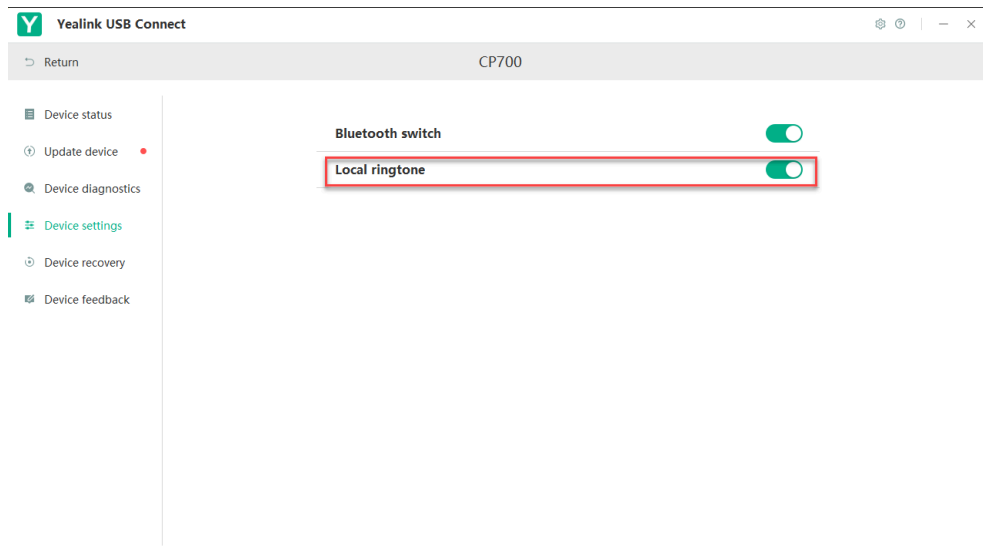 Y Yealink USB Connect
Return
CP700
Device status
Update device
Device diagnostics
Device settings
Device recovery
Device feedback
Bluetooth switch
Local ringtone